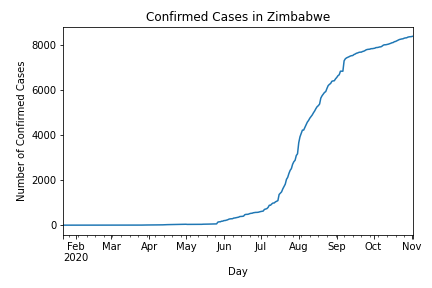 Confirmed Cases in Zimbabwe
Number of Confirmed Cases
8000
6000
4000
2000
0
Feb Mar Apr May Jun Jul Aug Sep Oct Nov
2020
Day